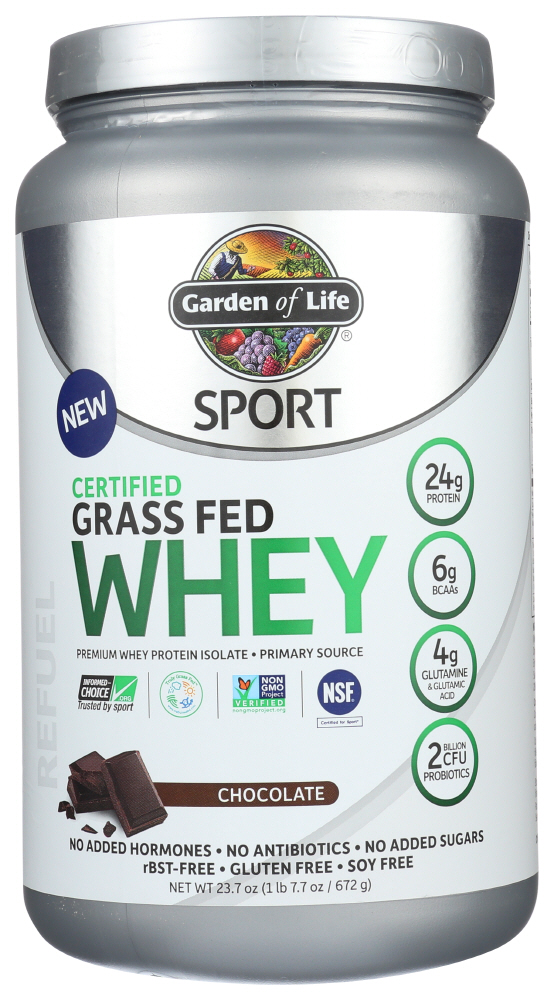 Garden of Life
®
SPORT
NEW
CERTIFIED
GRASS FED
WHEY
PREMIUM WHEY PROTEIN ISOLATE • PRIMARY SOURCE
INFORMED-
CHOICE
.ORG
Trusted by sport
NON
GMO
Project
VERIFIED
nongmoproject.org
NSF
Certified for Sport®
24g
PROTEIN
6g
BCAAs
4g
GLUTAMINE
& GLUTAMIC
ACID
2 BILLION
CFU
PROBIOTICS
REFUEL
CHOCOLATE
NO ADDED HORMONES • NO ANTIBIOTICS • NO ADDED SUGARS
rBST-FREE • GLUTEN FREE • SOY FREE
NET WT 23.7 oz (1 lb 7.7 oz / 672 g)